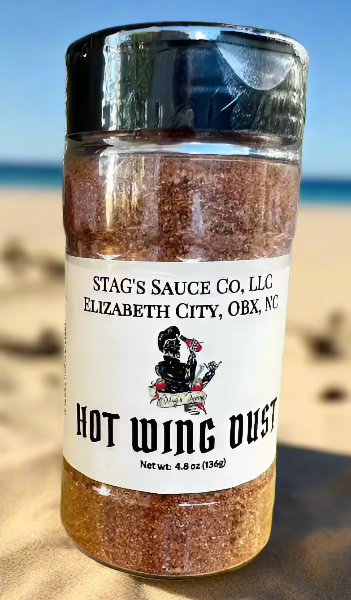 STAG'S SAUCE CO, LLC
ELIZABETH CITY, OBX, NC
HOT WING DUST
Net wt: 4.8 oz (136g)